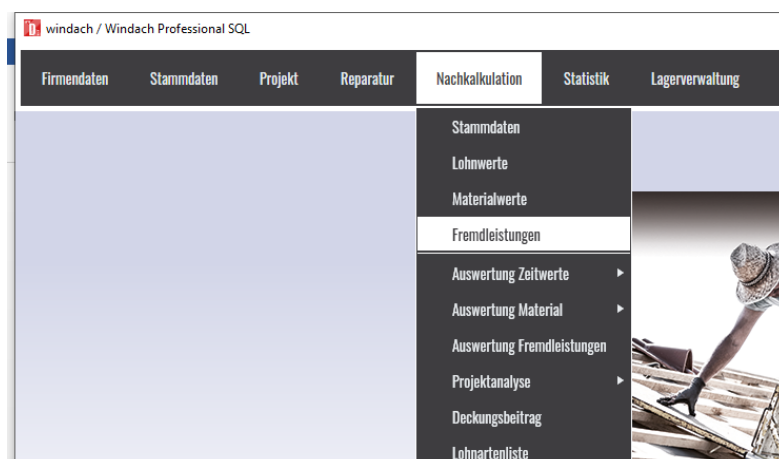 windach / Windach Professional SQL
Firmendaten Stammdaten Projekt Reparatur Nachkalkulation Statistik Lagerverwaltung
Stammdaten
Lohnwerte
Materialwerte
Fremdleistungen
Auswertung Zeitwerte
Auswertung Material
Auswertung Fremdleistungen
Projektanalyse
Deckungsbeitrag
Lohnartenliste